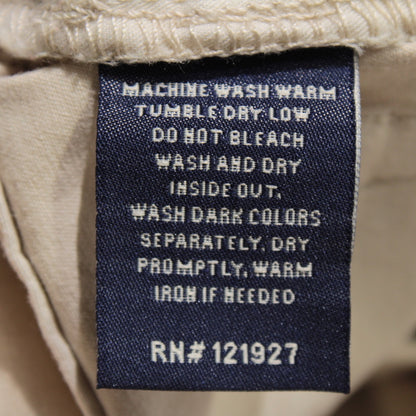 MACHINE WASH WARM
TUMBLE DRY LOW
DO NOT BLEACH
WASH AND DRY
INSIDE OUT.
WASH DARK COLORS
SEPARATELY, DRY
PROMPTLY, WARM
IRON IF NEEDED
RN# 121927